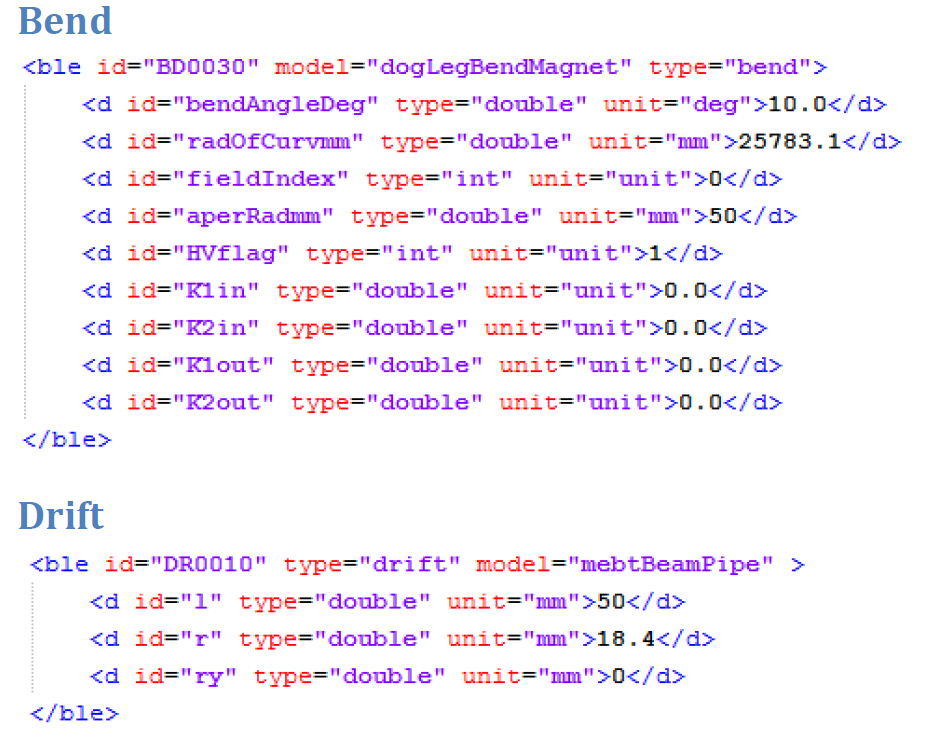 Bend
<ble id="BD0030" model="dogLegBendMagnet" type="bend">
<d id="bendAngleDeg" type="double" unit="deg">10.0</d>
<d id="radOfCurvmm" type="double" unit="mm">25783.1</d>
<d id="fieldIndex" type="int" unit="unit">0</d>
<d id="aperRadmm" type="double" unit="mm">50</d>
<d id="HVflag" type="int" unit="unit">1</d>
<d id="K1in" type="double" unit="unit">0.0</d>
<d id="K2in" type="double" unit="unit">0.0</d>
<d id="K1out" type="double" unit="unit">0.0</d>
<d id="K2out" type="double" unit="unit">0.0</d>
</ble>
Drift
<ble id="DR0010" type="drift" model="mebtBeamPipe" >
<d id="l" type="double" unit="mm">50</d>
<d id="r" type="double" unit="mm">18.4</d>
<d id="ry" type="double" unit="mm">0</d>
</ble>